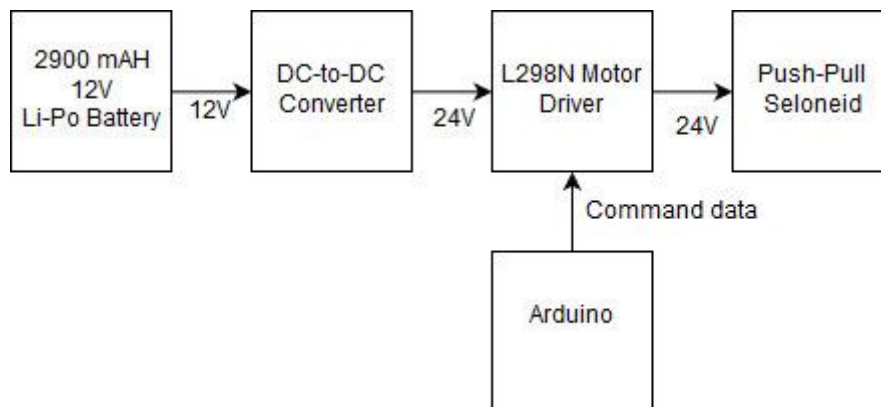 2900 mAH
12V
Li-Po Battery
12V
DC-to-DC
Converter
24V
L298N Motor
Driver
24V
Push-Pull
Seloneid
Command data
Arduino